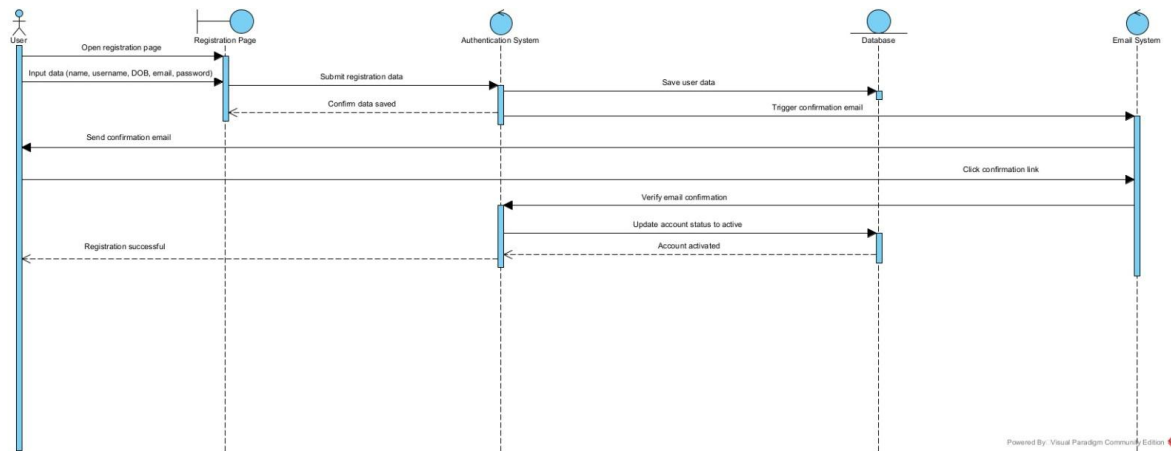 User
Registration Page
Authentication System
Database
Email System
Open registration page
Input data (name, username, DOB, email, password)
Submit registration data
Save user data
Confirm data saved
Trigger confirmation email
Send confirmation email
Click confirmation link
Verify email confirmation
Update account status to active
Registration successful
Account activated
Powered By: Visual Paradigm Community Edition